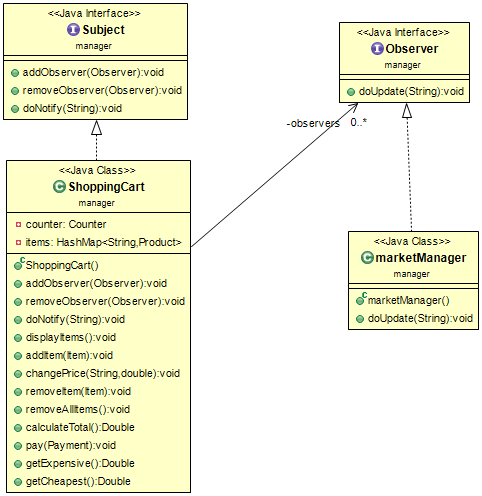 <<Java Interface>>
Subject
manager
addObserver(Observer):void
removeObserver(Observer):void
doNotify(String):void
<<Java Interface>>
Observer
manager
doUpdate(String):void
-observers 0..*
<<Java Class>>
ShoppingCart
manager
counter: Counter
items: HashMap<String,Product>
ShoppingCart()
addObserver(Observer):void
removeObserver(Observer):void
doNotify(String):void
displayItems():void
addItem(Item):void
changePrice(String,double):void
removeItem(Item):void
removeAllItems():void
calculateTotal():Double
pay(Payment):void
getExpensive():Double
getCheapest():Double
<<Java Class>>
marketManager
manager
marketManager()
doUpdate(String):void